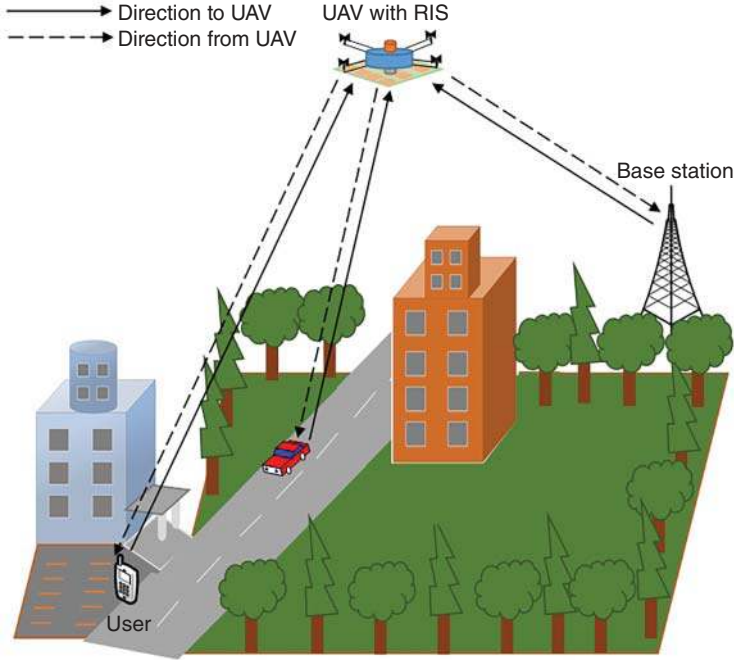 Direction to UAV
Direction from UAV
UAV with RIS
Base station
User